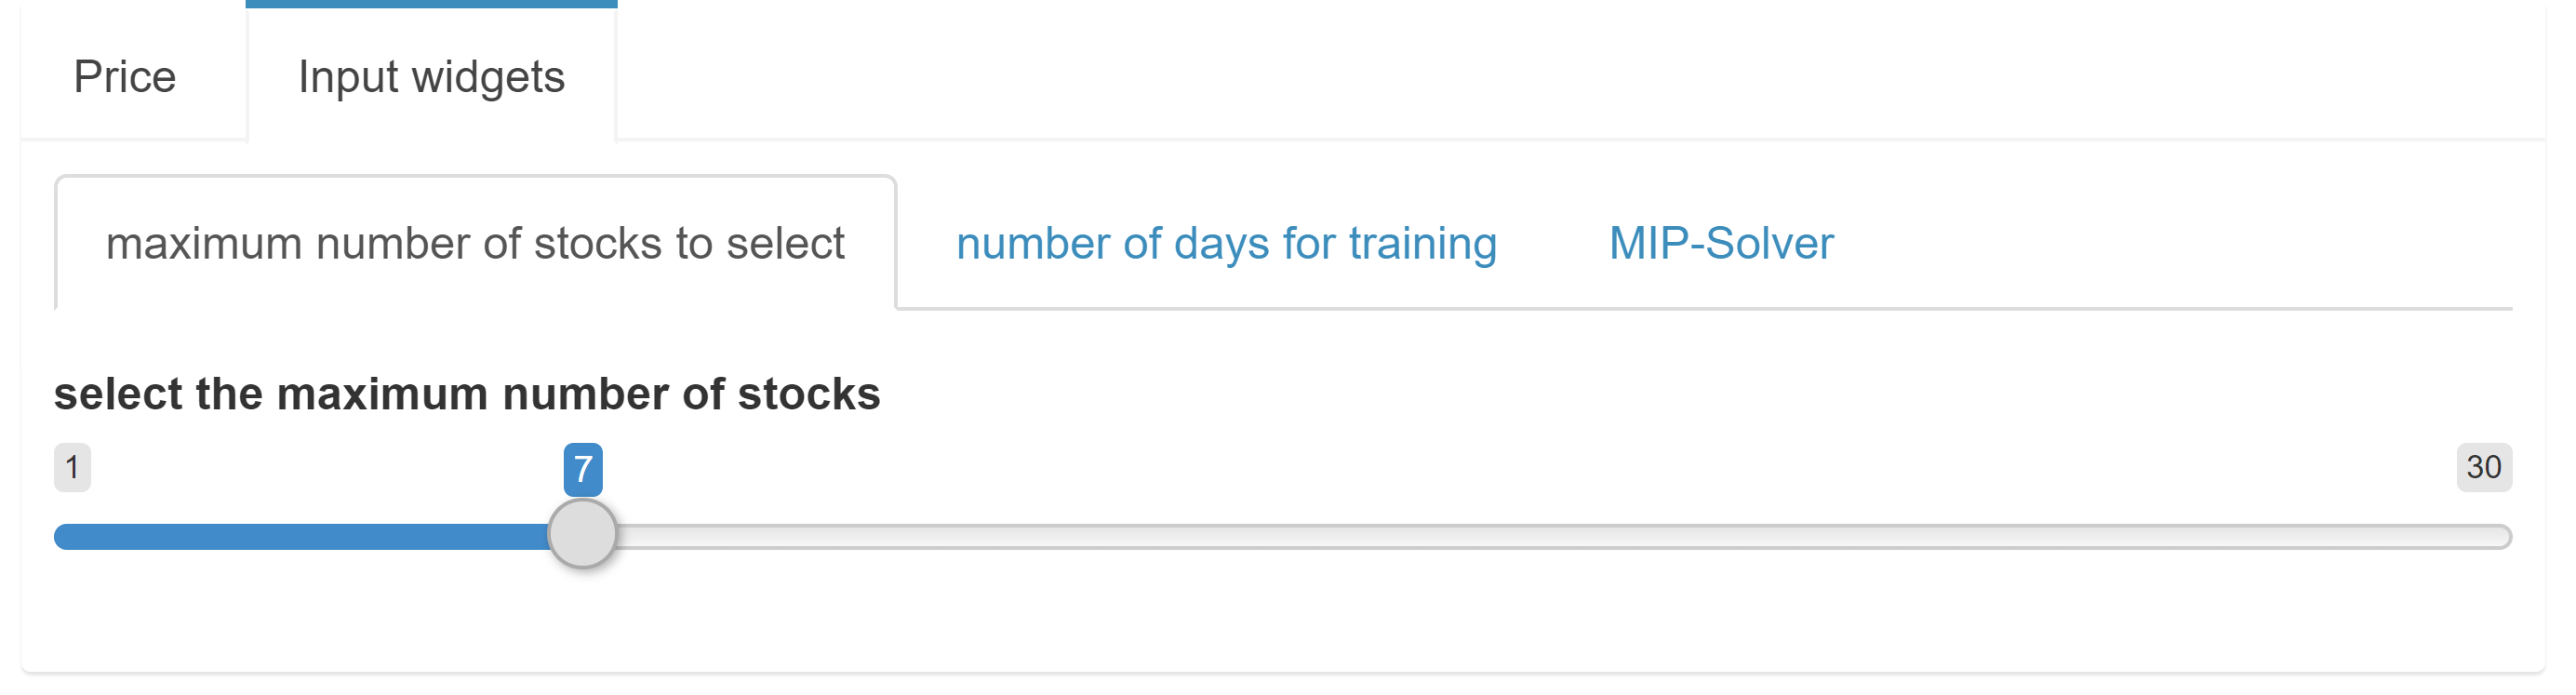 Price Input widgets
maximum number of stocks to select number of days for training MIP-Solver
select the maximum number of stocks
1 7 30